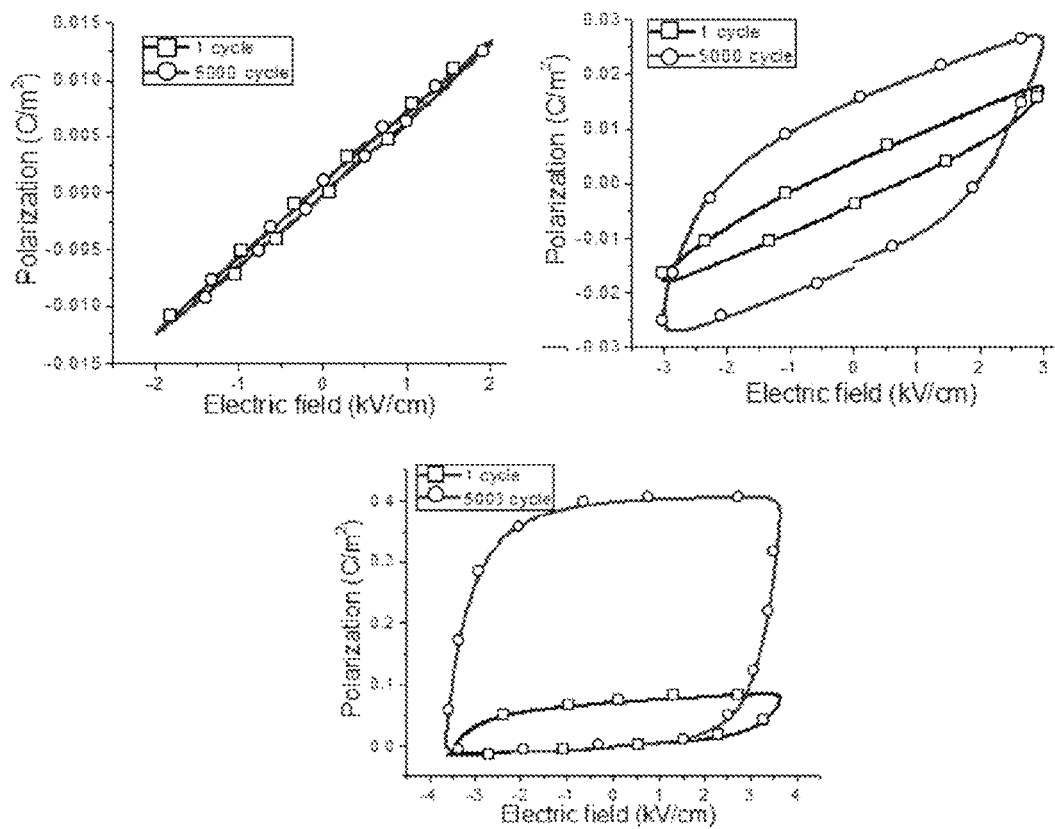 0.015
0.010
0.005
0.000
-0.005
-0.010
-0.015
Polarization (C/m²)
1 cycle
5000 cycle
-2 -1 0 1 2
Electric field (kV/cm)
0.03
0.02
0.01
0.00
-0.01
-0.02
-0.03
Polarization (C/m²)
1 cycle
5000 cycle
-3 -2 -1 0 1 2 3
Electric field (kV/cm)
0.4
0.3
0.2
0.1
0.0
Polarization (C/m²)
1 cycle
5003 cycle
-4 -3 -2 -1 0 1 2 3 4
Electric field (kV/cm)